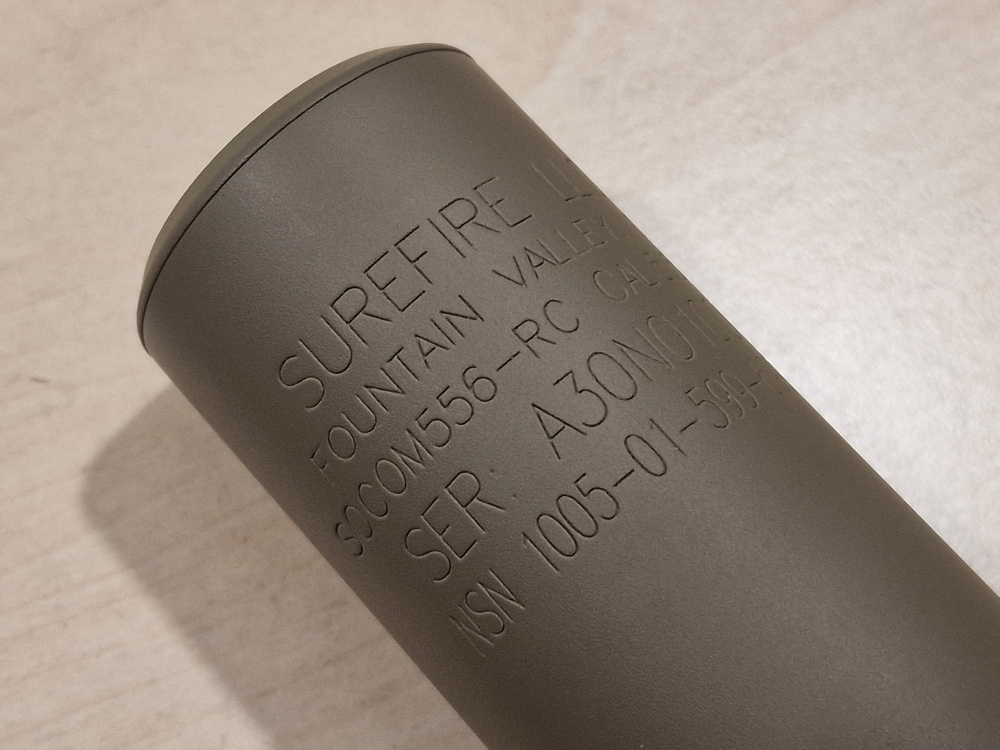 SUREFIRE
FOUNTAIN VALLEY
SOCOM556-RC
SER
NSN 1005-01-599-